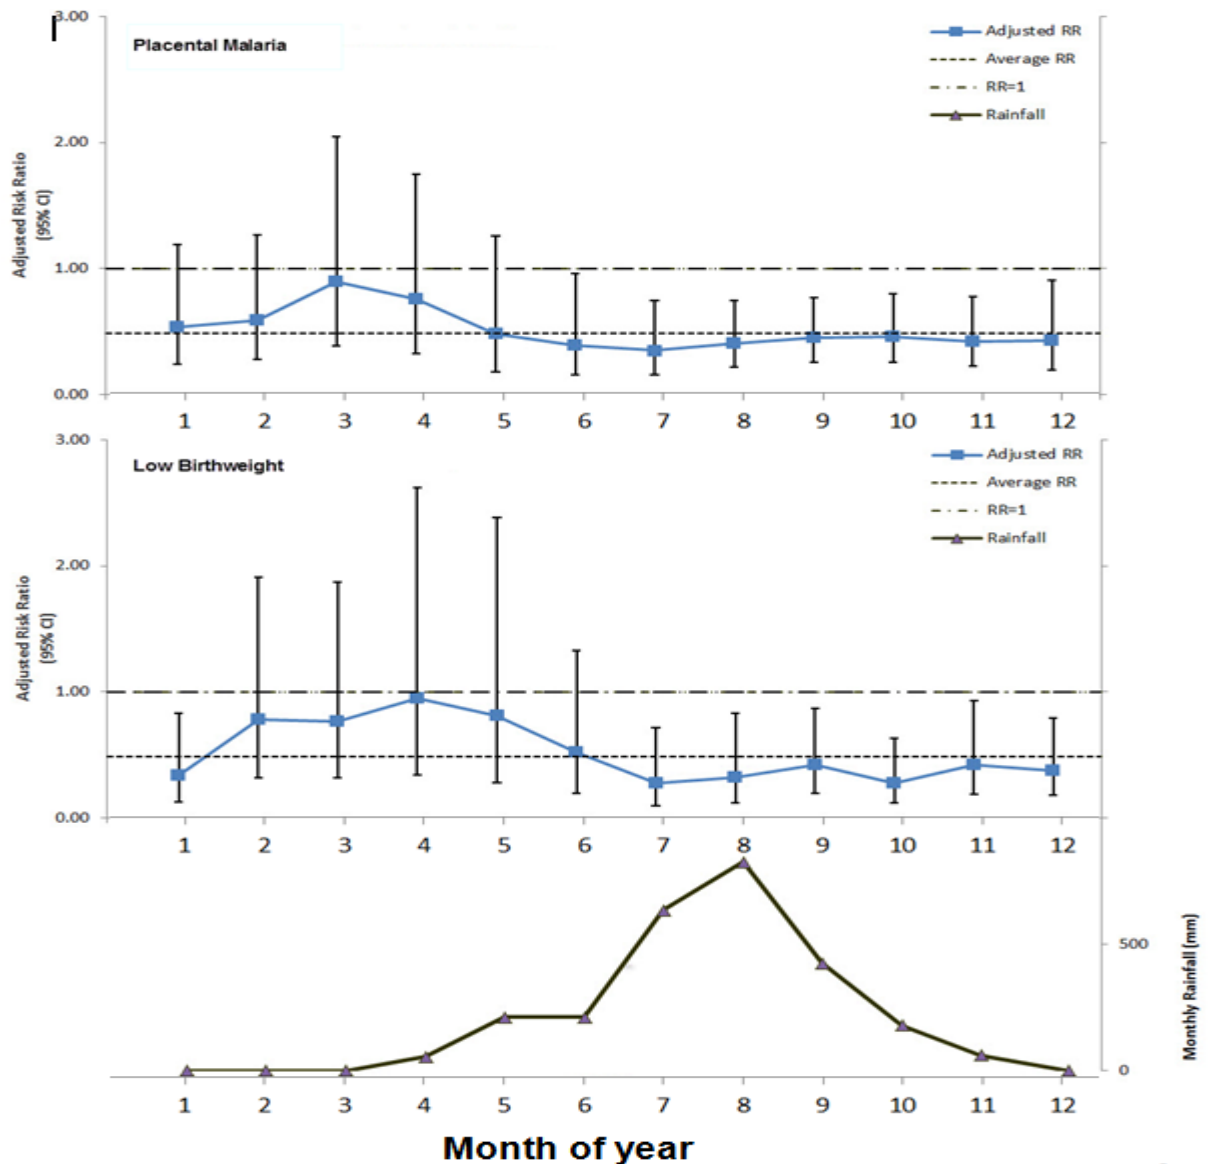 3.00
Placental Malaria
Adjusted RR
Average RR
RR=1
Rainfall
2.00
Adjusted Risk Ratio
(95% CI)
1.00
0.00
1 2 3 4 5 6 7 8 9 10 11 12
3.00
Low Birthweight
Adjusted RR
Average RR
RR=1
Rainfall
2.00
Adjusted Risk Ratio
(95% CI)
1.00
0.00
1 2 3 4 5 6 7 8 9 10 11 12
500
Monthly Rainfall (mm)
0
1 2 3 4 5 6 7 8 9 10 11 12
Month of year